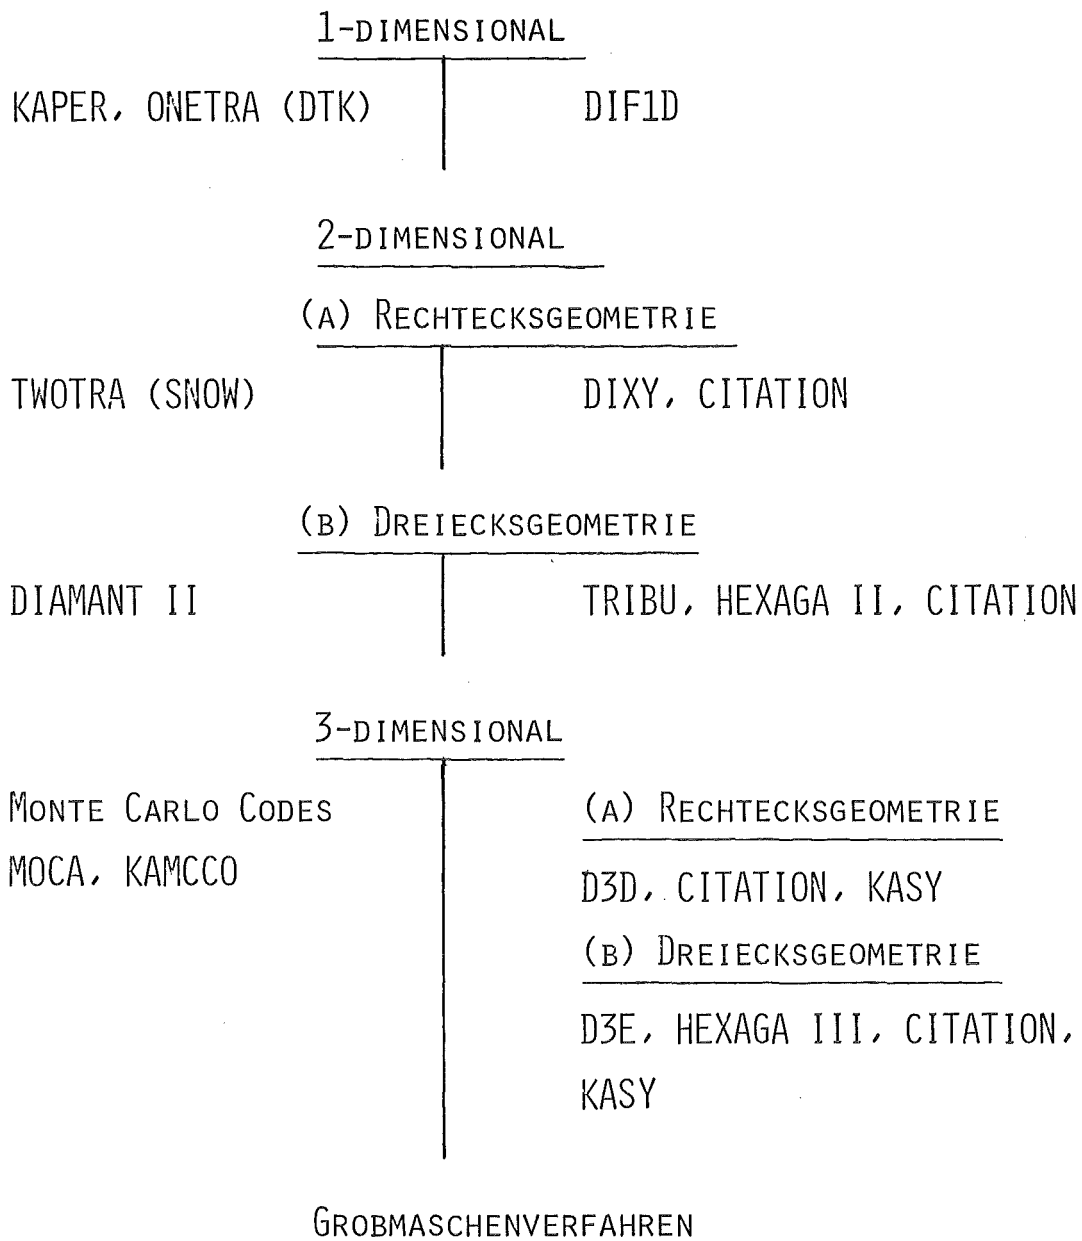 1-DIMENSIONAL
KAPER, ONETRA (DTK)
DIF1D
2-DIMENSIONAL
(A) RECHTECKSGEOMETRIE
TWOTRA (SNOW)
DIXY, CITATION
(B) DREIECKSGEOMETRIE
DIAMANT II
TRIBU, HEXAGA II, CITATION
3-DIMENSIONAL
MONTE CARLO CODES
MOCA, KAMCCO
(A) RECHTECKSGEOMETRIE
D3D, CITATION, KASY
(B) DREIECKSGEOMETRIE
D3E, HEXAGA III, CITATION,
KASY
GROBMASCHENVERFAHREN